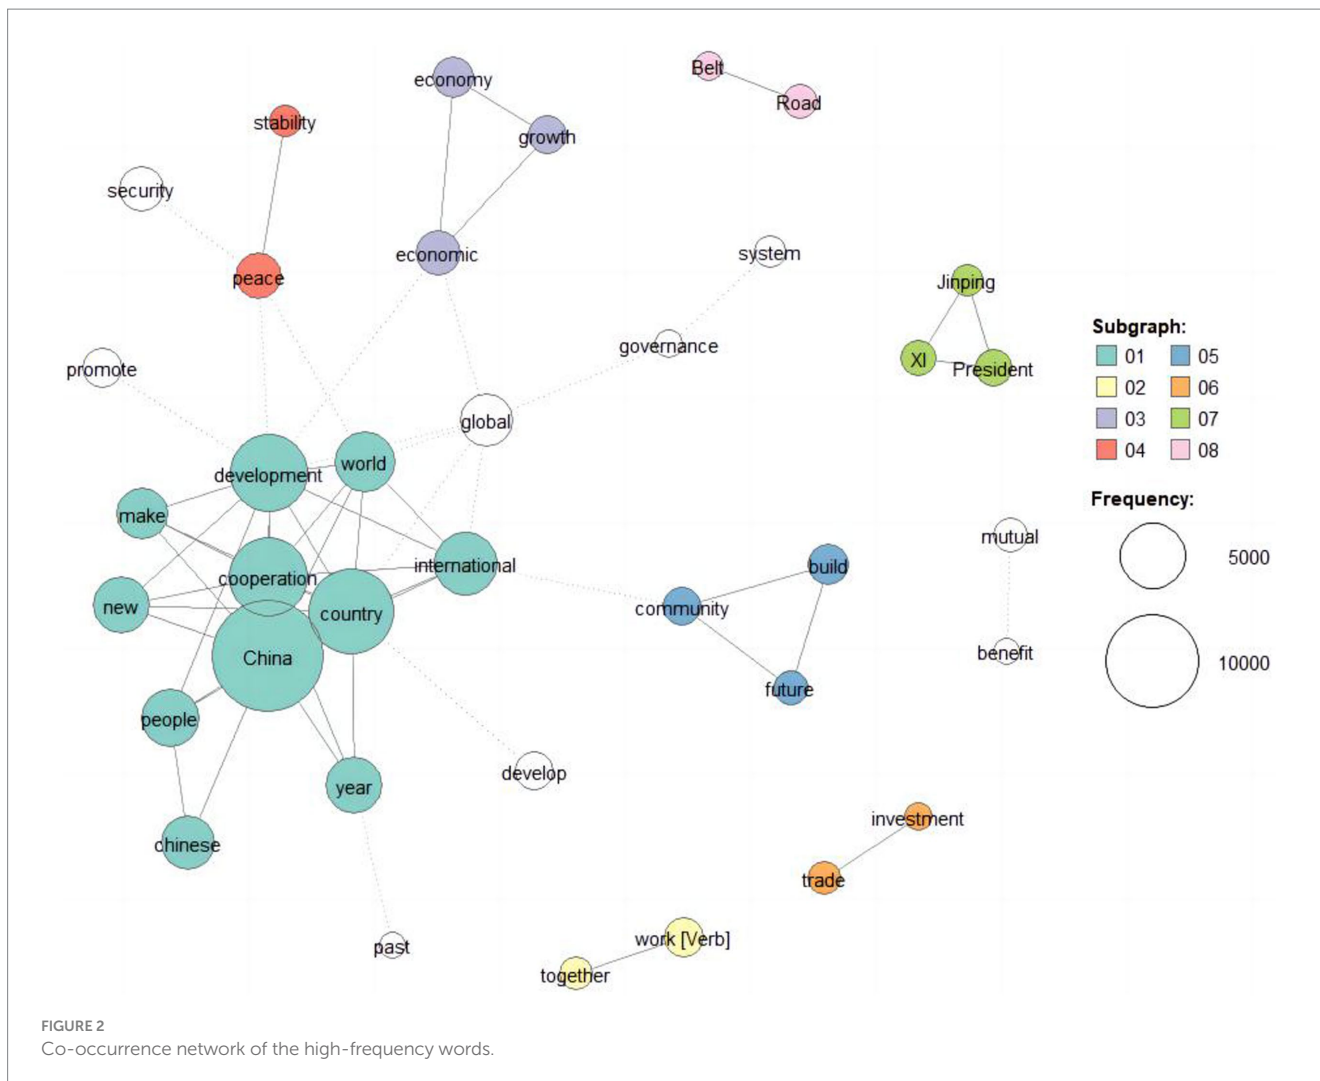 economy
Belt
Road
stability
growth
security
economic
system
peace
Jinping
governance
XI
President
promote
global
world
development
make
cooperation
international
new
country
China
community
build
future
mutual
benefit
people
develop
year
chinese
investment
trade
past
work [Verb]
together
Subgraph:
01 05
02 06
03 07
04 08
Frequency:
5000
10000
FIGURE 2
Co-occurrence network of the high-frequency words.